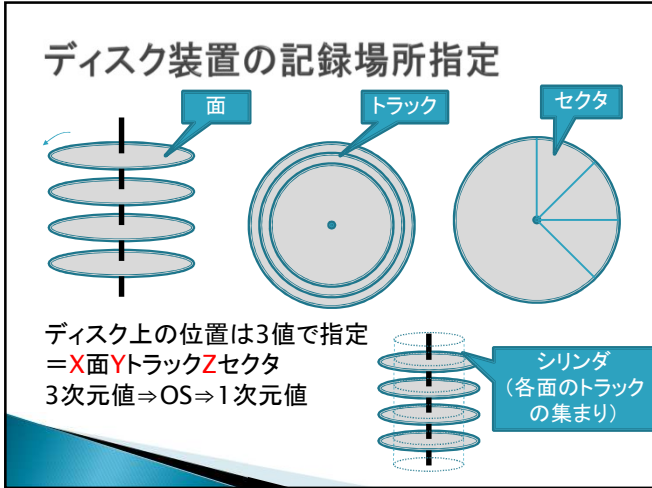 ディスク装置の記録場所指定
面
トラック
セクタ
ディスク上の位置は3値で指定
＝X面YトラックZセクタ
3次元値⇒OS⇒1次元値
シリンダ
(各面のトラック
の集まり)